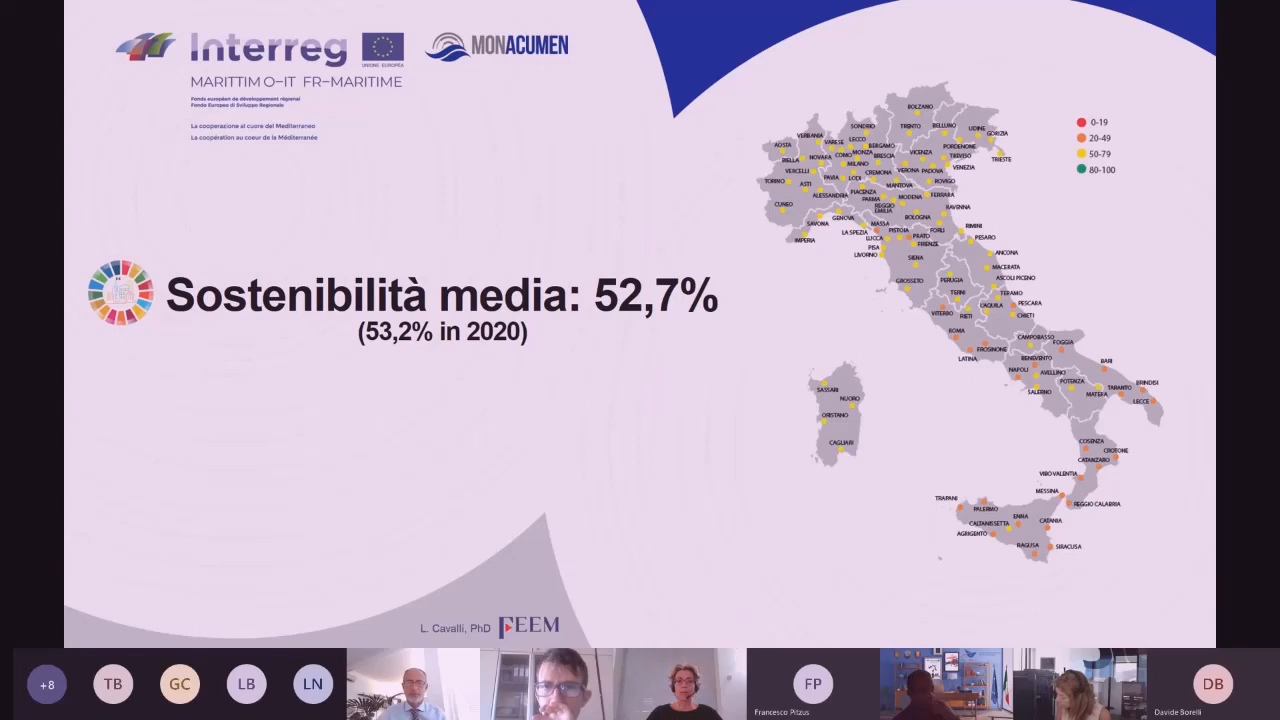 Interreg
UNIONE EUROPEA
MONACUMEN
MARITTIMO-IT FR-MARITIME
Fonds européen de développement régional
Fondo Europeo di Sviluppo Regionale
La cooperazione al cuore del Mediterraneo
La coopération au coeur de la Méditerranée
Sostenibilità media: 52,7%
(53,2% in 2020)
0-19
20-49
50-79
80-100
BOLZANO
SONDRIO
TRENTO
BELLUNO
UDINE
GORIZIA
VERBANIA
VARESE
LECCO
BERGAMO
PORDENONE
AOSTA
COMO
MONZA
BRESCIA
VICENZA
TREVISO
TRIESTE
BIELLA
NOVARA
MILANO
VERONA
PADOVA
VENEZIA
VERCELLI
PAVIA
LODI
CREMONA
TORINO
ASTI
MANTOVA
ROVIGO
ALESSANDRIA
PIACENZA
PARMA
MODENA
FERRARA
CUNEO
REGGIO
EMILIA
RAVENNA
GENOVA
BOLOGNA
SAVONA
MASSA
LA SPEZIA
PISTOIA
FORLI
RIMINI
IMPERIA
LUCCA
PRATO
PESARO
PISA
FIRENZE
LIVORNO
SIENA
ANCONA
MACERATA
GROSSETO
PERUGIA
ASCOLI PICENO
TERNI
TERAMO
VITERBO
RIETI
L'AQUILA
PESCARA
CHIETI
ROMA
CAMPOBASSO
FOGGIA
LATINA
FROSINONE
BENEVENTO
BARI
NAPOLI
AVELLINO
POTENZA
TARANTO
BRINDISI
SALERNO
MATERA
LECCE
SASSARI
NUORO
ORISTANO
CAGLIARI
COSENZA
CROTONE
CATANZARO
VIBO VALENTIA
MESSINA
REGGIO CALABRIA
TRAPANI
PALERMO
ENNA
CALTANISSETTA
CATANIA
AGRIGENTO
RAGUSA
SIRACUSA
L. Cavalli, PhD
FEEM
+8
TB
GC
LB
LN
FP
Francesco Pitzus
DB
Davide Borelli